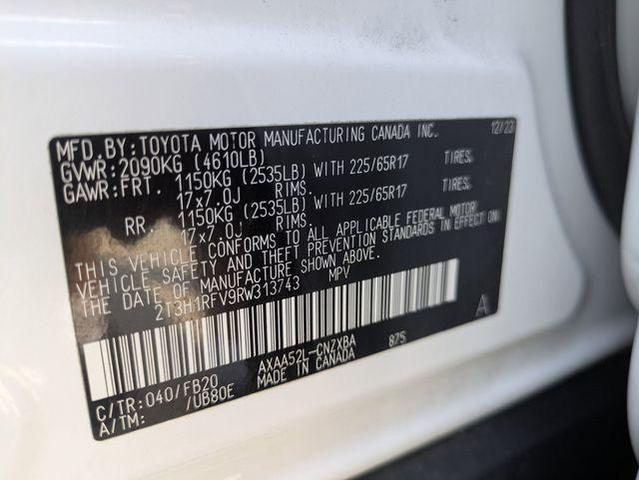 MFD.BY:TOYOTA MOTOR MANUFACTURING CANADA INC. 12/23
GVWR:2090KG (4610LB)
GAWR:FRT. 1150KG (2535LB) WITH 225/65R17 TIRES,
17x7.0J RIMS.
RR. 1150KG (2535LB) WITH 225/65R17 TIRES,
17x7.0J RIMS.
THIS VEHICLE CONFORMS TO ALL APPLICABLE FEDERAL MOTOR
VEHICLE SAFETY AND THEFT PREVENTION STANDARDS IN EFFECT ON
THE DATE OF MANUFACTURE SHOWN ABOVE.
2T3H1RFV9RW313743 MPV
A
C/TR:040/FB20 AXAA52L-CNZXBA 875
A/TM: /UB80E MADE IN CANADA